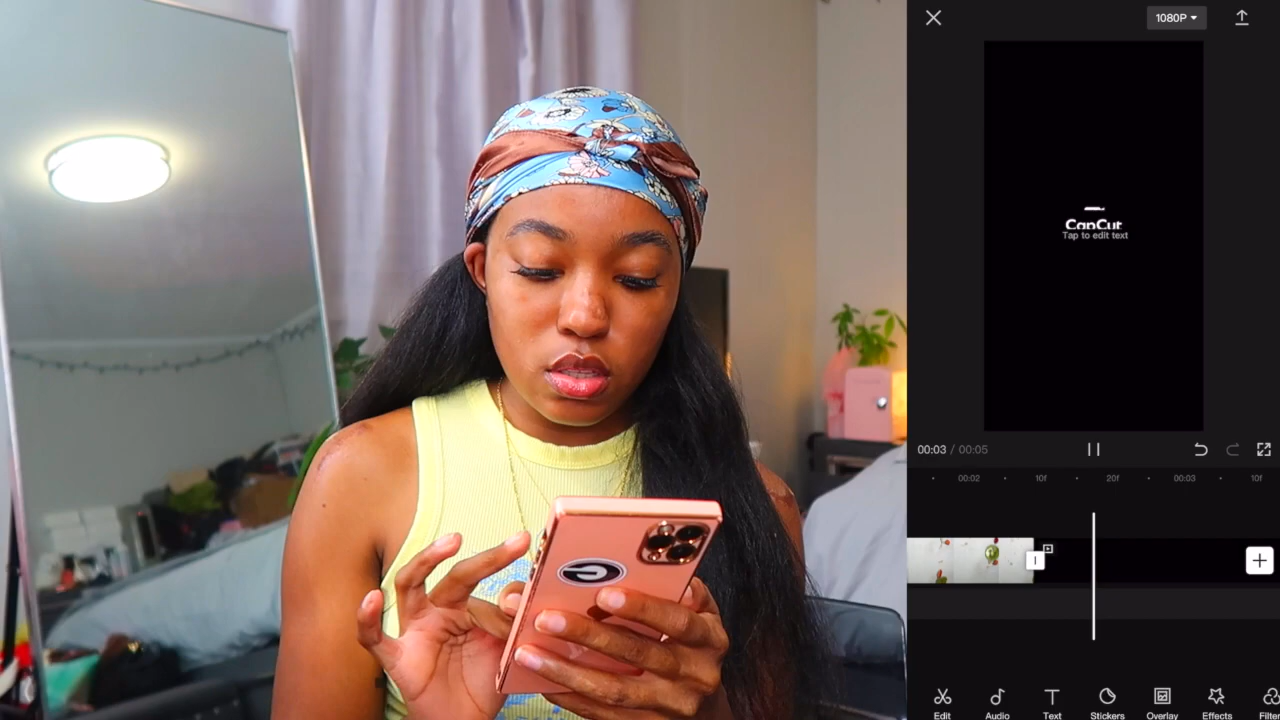 1080P
CapCut
Tap to edit text
00:03 / 00:05
00:02
10f
20f
00:03
10f
Edit
Audio
Text
Stickers
Overlay
Effects